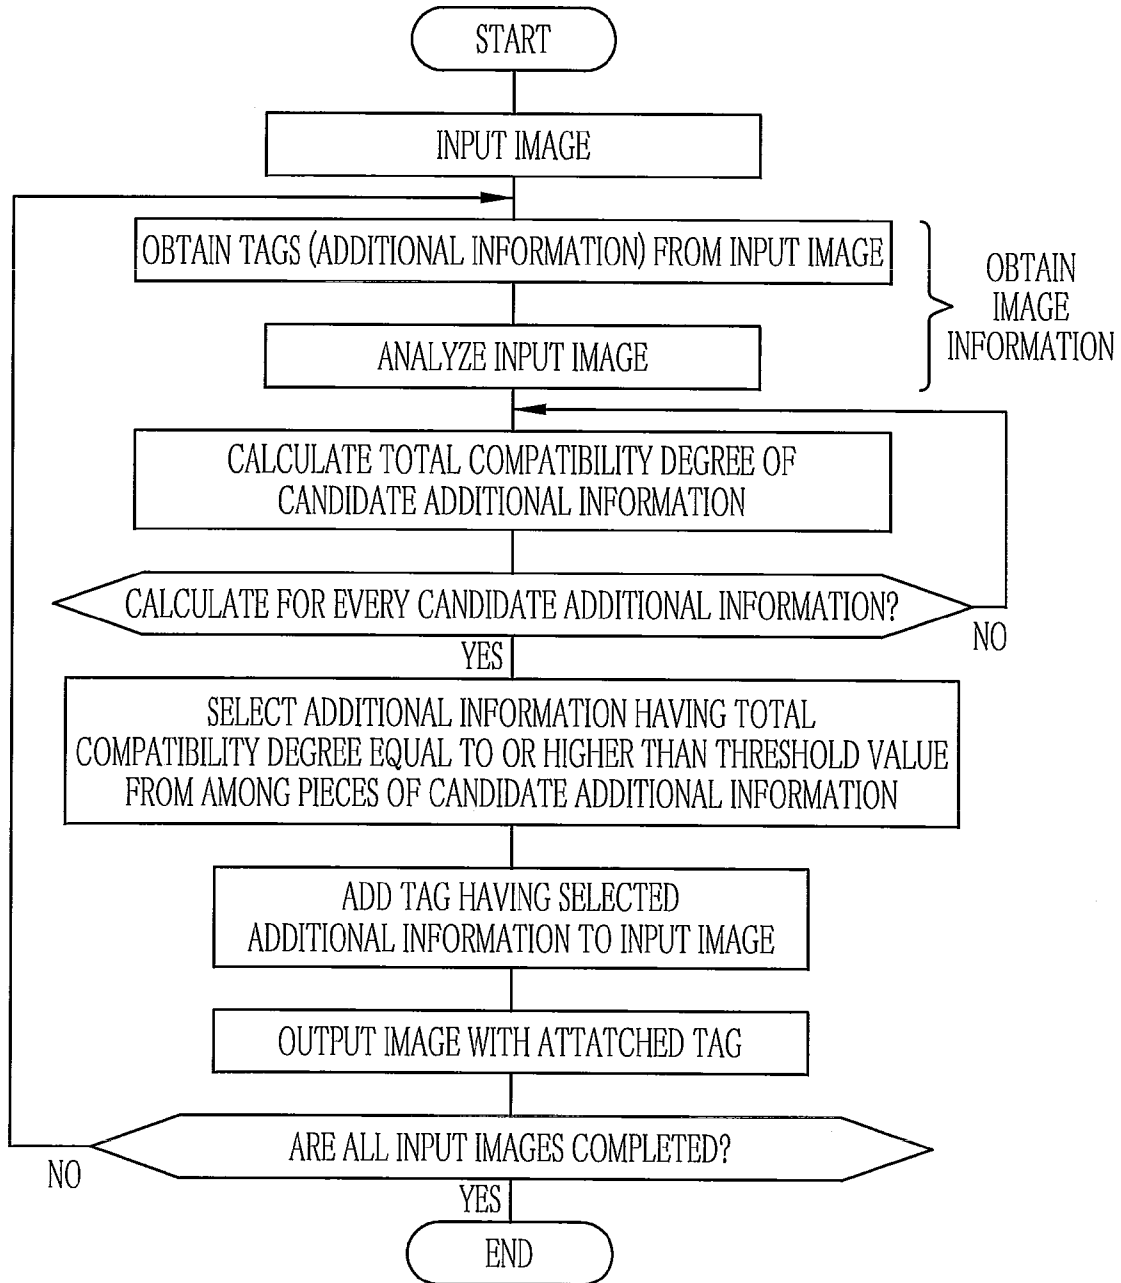 START
INPUT IMAGE
OBTAIN TAGS (ADDITIONAL INFORMATION) FROM INPUT IMAGE
OBTAIN
IMAGE
INFORMATION
ANALYZE INPUT IMAGE
CALCULATE TOTAL COMPATIBILITY DEGREE OF
CANDIDATE ADDITIONAL INFORMATION
CALCULATE FOR EVERY CANDIDATE ADDITIONAL INFORMATION?
NO
YES
SELECT ADDITIONAL INFORMATION HAVING TOTAL
COMPATIBILITY DEGREE EQUAL TO OR HIGHER THAN THRESHOLD VALUE
FROM AMONG PIECES OF CANDIDATE ADDITIONAL INFORMATION
ADD TAG HAVING SELECTED
ADDITIONAL INFORMATION TO INPUT IMAGE
OUTPUT IMAGE WITH ATTATCHED TAG
ARE ALL INPUT IMAGES COMPLETED?
NO
YES
END